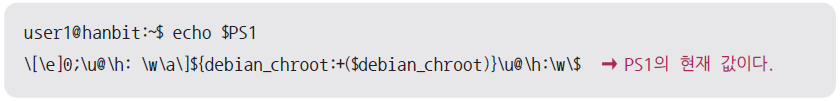 user1@hanbit:~$ echo $PS1
\[\e]0;\u@\h: \w\a\]${debian_chroot:+($debian_chroot)}\u@\h:\w\$ → PS1의 현재 값이다.